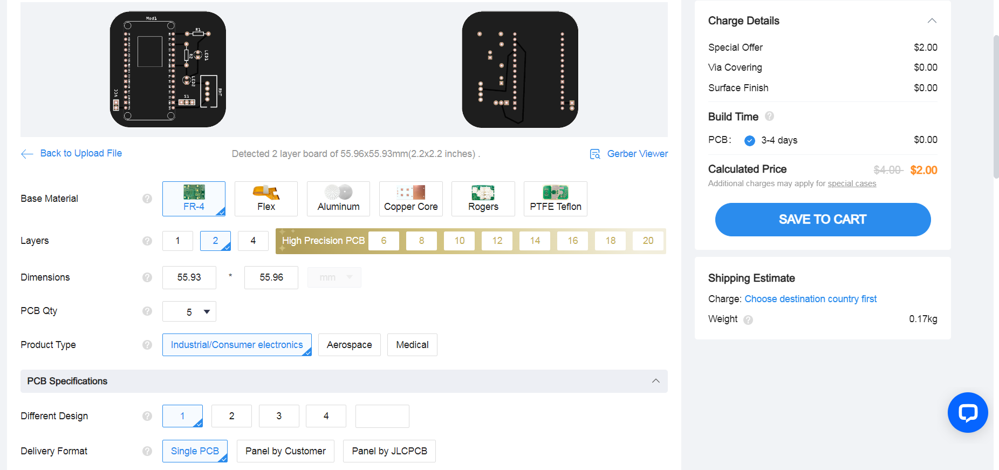 Mod1
R1
R2
LED1
LED2
RHT
S1
VCC
Back to Upload File
Detected 2 layer board of 55.96x55.93mm(2.2x2.2 inches) .
Gerber Viewer
Base Material
FR-4
Flex
Aluminum
Copper Core
Rogers
PTFE Teflon
Layers
1
2
4
High Precision PCB
6
8
10
12
14
16
18
20
Dimensions
55.93
*
55.96
mm
PCB Qty
5
Product Type
Industrial/Consumer electronics
Aerospace
Medical
PCB Specifications
Different Design
1
2
3
4
Delivery Format
Single PCB
Panel by Customer
Panel by JLCPCB
Charge Details
Special Offer $2.00
Via Covering $0.00
Surface Finish $0.00
Build Time
PCB: 3-4 days $0.00
Calculated Price $4.00 $2.00
Additional charges may apply for special cases
SAVE TO CART
Shipping Estimate
Charge: Choose destination country first
Weight 0.17kg